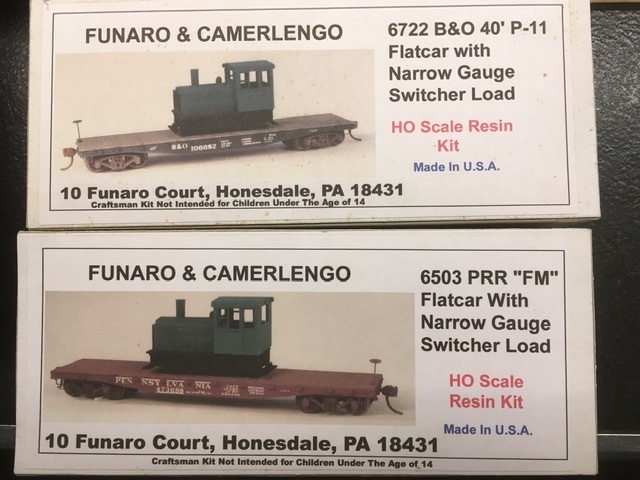 FUNARO & CAMERLENGO
6722 B&O 40' P-11
Flatcar with
Narrow Gauge
Switcher Load
HO Scale Resin
Kit
Made In U.S.A.
B&O 106682
10 Funaro Court, Honesdale, PA 18431
Craftsman Kit Not Intended for Children Under The Age of 14
FUNARO & CAMERLENGO
6503 PRR "FM"
Flatcar With
Narrow Gauge
Switcher Load
HO Scale
Resin Kit
Made In U.S.A.
PENNSYLVANIA
473698
10 Funaro Court, Honesdale, PA 18431
Craftsman Kit Not Intended for Children Under The Age of 14